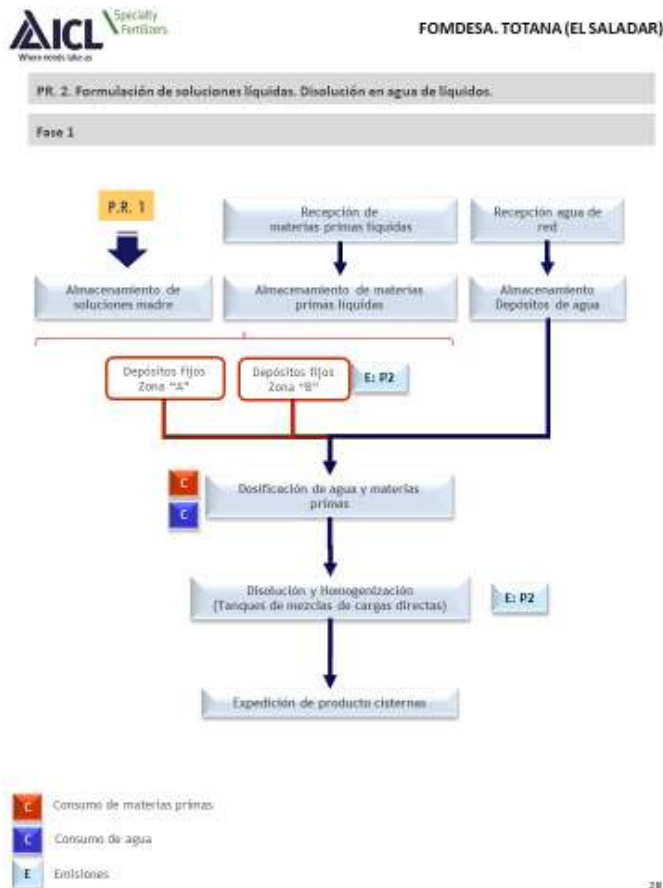 ICL
Specialty
Fertilizers
Where needs take us
FOMDESA. TOTANA (EL SALADAR)
PR. 2. Formulación de soluciones líquidas. Disolución en agua de líquidos.
Fase 1
P.R. 1
Recepción de
materias primas líquidas
Recepción agua de
red
Almacenamiento de
soluciones madre
Almacenamiento de materias
primas líquidas
Almacenamiento
Depósitos de agua
Depósitos fijos
Zona "A"
Depósitos fijos
Zona "B"
E: P2
C
Dosificación de agua y materias
primas
C
Disolución y Homogenización
(Tanques de mezclas de cargas directas)
E: P2
Expedición de producto cisternas
C Consumo de materias primas
C Consumo de agua
E Emisiones
28